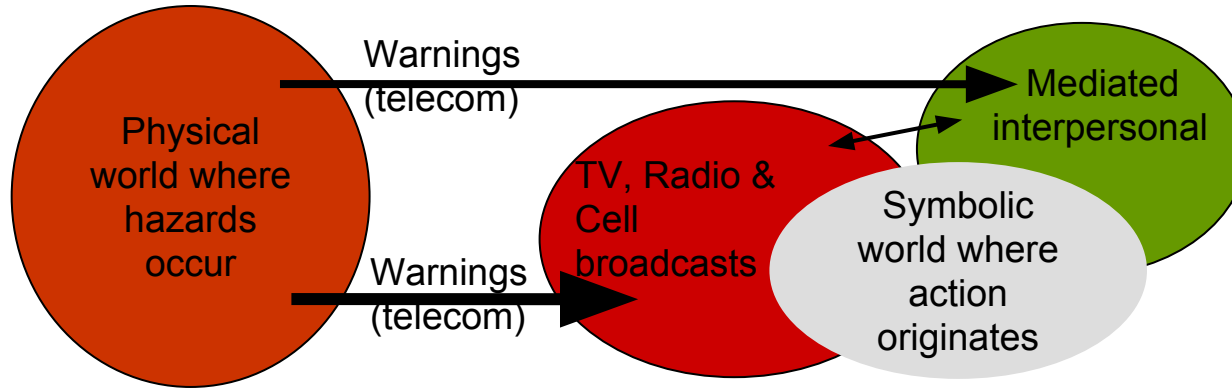 Physical
world where
hazards
occur
Warnings
(telecom)
Warnings
(telecom)
TV, Radio &
Cell
broadcasts
Mediated
interpersonal
Symbolic
world where
action
originates